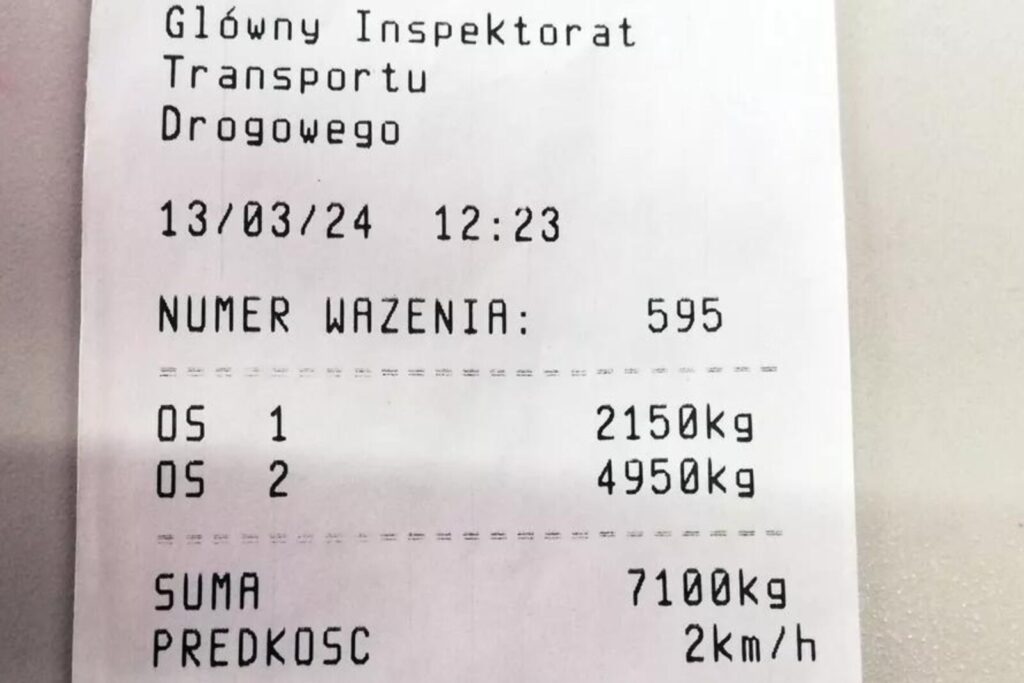 Główny Inspektorat
Transportu
Drogowego
13/03/24 12:23
NUMER WAZENIA: 595
OS 1 2150kg
OS 2 4950kg
SUMA 7100kg
PREDKOSC 2km/h